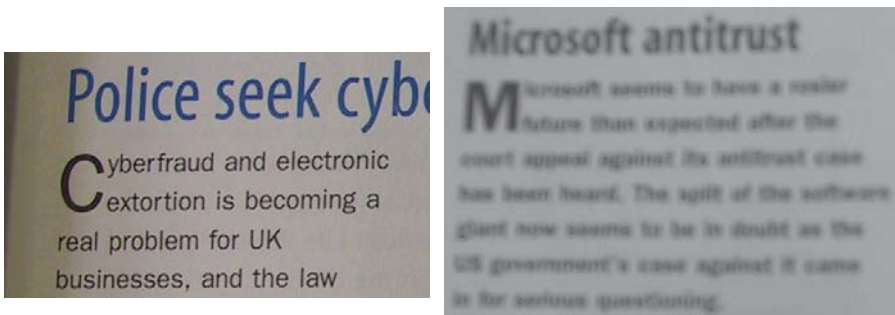 Police seek cybe
Cyberfraud and electronic
extortion is becoming a
real problem for UK
businesses, and the law
Microsoft antitrust
Microsoft seems to have a rosier
future than expected after the
court appeal against its antitrust case
has been heard. The split of the software
giant now seems to be in doubt as the
US government's case against it came
in for serious questioning.